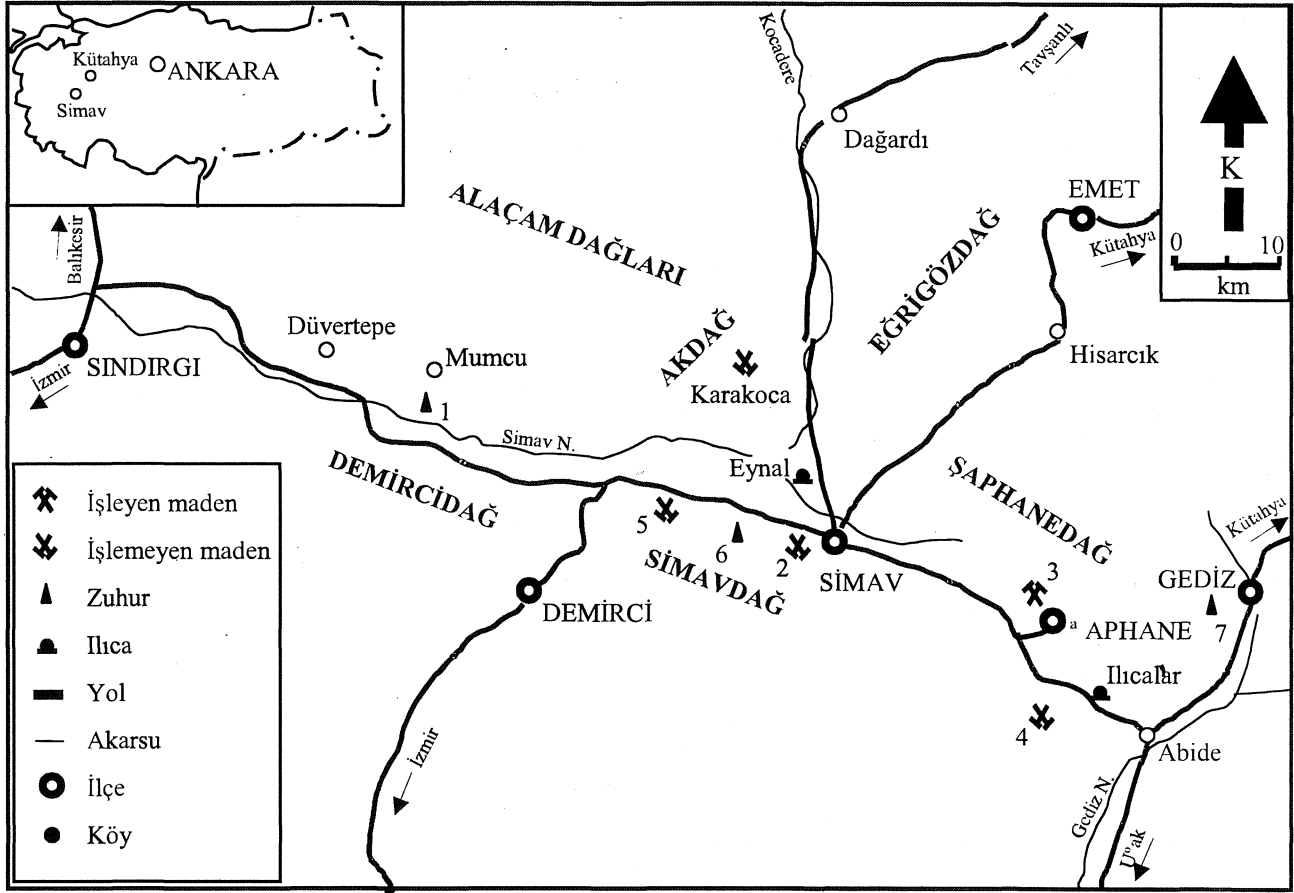 Kütahya
ANKARA
Simav
Kocadere
Tavşanlı
Dağardı
K
0 10
km
EMET
Kütahya
ALAÇAM DAĞLARI
EĞRİGÖZDAĞ
Balıkesir
Düvertepe
Mumcu
1
AKDAĞ
Karakoca
Hisarcık
SINDIRGI
İzmir
Simav N.
Eynal
DEMİRCİDAĞ
ŞAPHANEDAĞ
5
6
2
SİMAVDAĞ
SİMAV
3
GEDİZ
Kütahya
7
DEMİRCİ
a APHANE
Ilıcalar
4
Abide
İzmir
Gediz N.
U°ak
İşleyen maden
İşlemeyen maden
Zuhur
Ilıca
Yol
Akarsu
İlçe
Köy